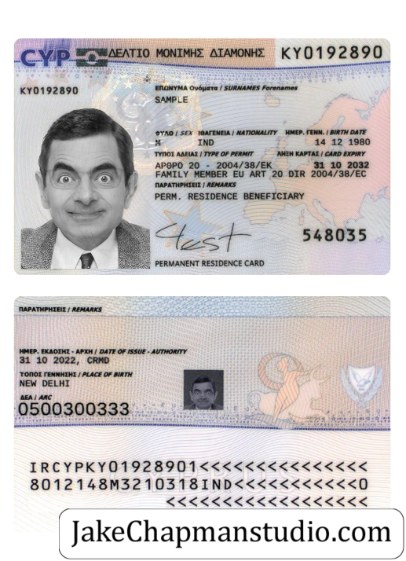 CYP ΔΕΛΤΙΟ ΜΟΝΙΜΗΣ ΔΙΑΜΟΝΗΣ KY0192890
KY0192890
ΕΠΩΝΥΜΑ Ονόματα / SURNAMES Forenames
SAMPLE
ΦΥΛΟ / SEX ΙΘΑΓΕΝΕΙΑ / NATIONALITY ΗΜΕΡ. ΓΕΝΝ. / BIRTH DATE
M IND 14 12 1980
ΤΥΠΟΣ ΑΔΕΙΑΣ / TYPE OF PERMIT ΛΗΞΗ ΚΑΡΤΑΣ / CARD EXPIRY
ΑΡΘΡΟ 20 - 2004/38/ΕΚ 31 10 2032
FAMILY MEMBER EU ART 20 DIR 2004/38/EC
ΠΑΡΑΤΗΡΗΣΕΙΣ / REMARKS
PERM. RESIDENCE BENEFICIARY
test
548035
PERMANENT RESIDENCE CARD
ΠΑΡΑΤΗΡΗΣΕΙΣ / REMARKS
ΗΜΕΡ. ΕΚΔΟΣΗΣ - ΑΡΧΗ / DATE OF ISSUE - AUTHORITY
31 10 2022, CRMD
ΤΟΠΟΣ ΓΕΝΝΗΣΗΣ / PLACE OF BIRTH
NEW DELHI
ΔΕΑ / ARC
0500300333
IRCYPKY01928901<<<<<<<<<<<<<<<
8012148M3210318IND<<<<<<<<<<<0
<<<<<<<<<<<<<<<<<<
JakeChapmanstudio.com